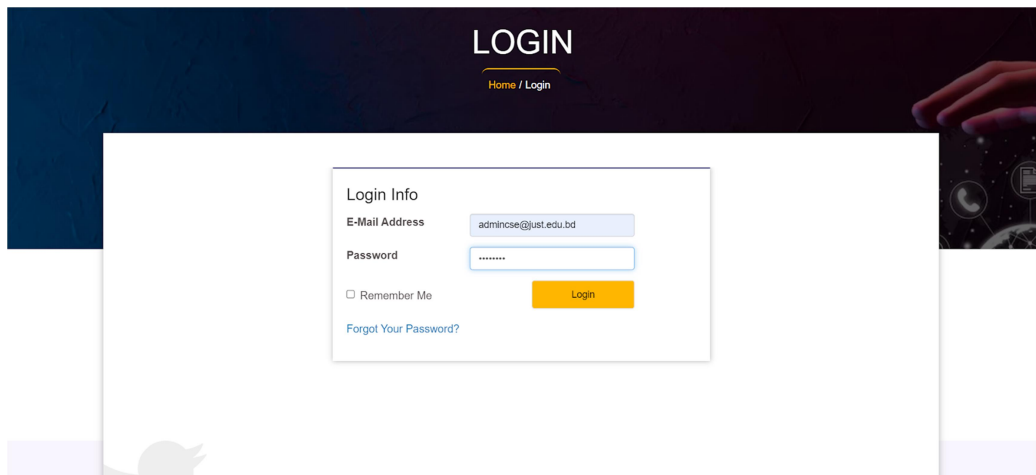 LOGIN
Home / Login
Login Info
E-Mail Address
admincse@just.edu.bd
Password
········
Remember Me
Login
Forgot Your Password?